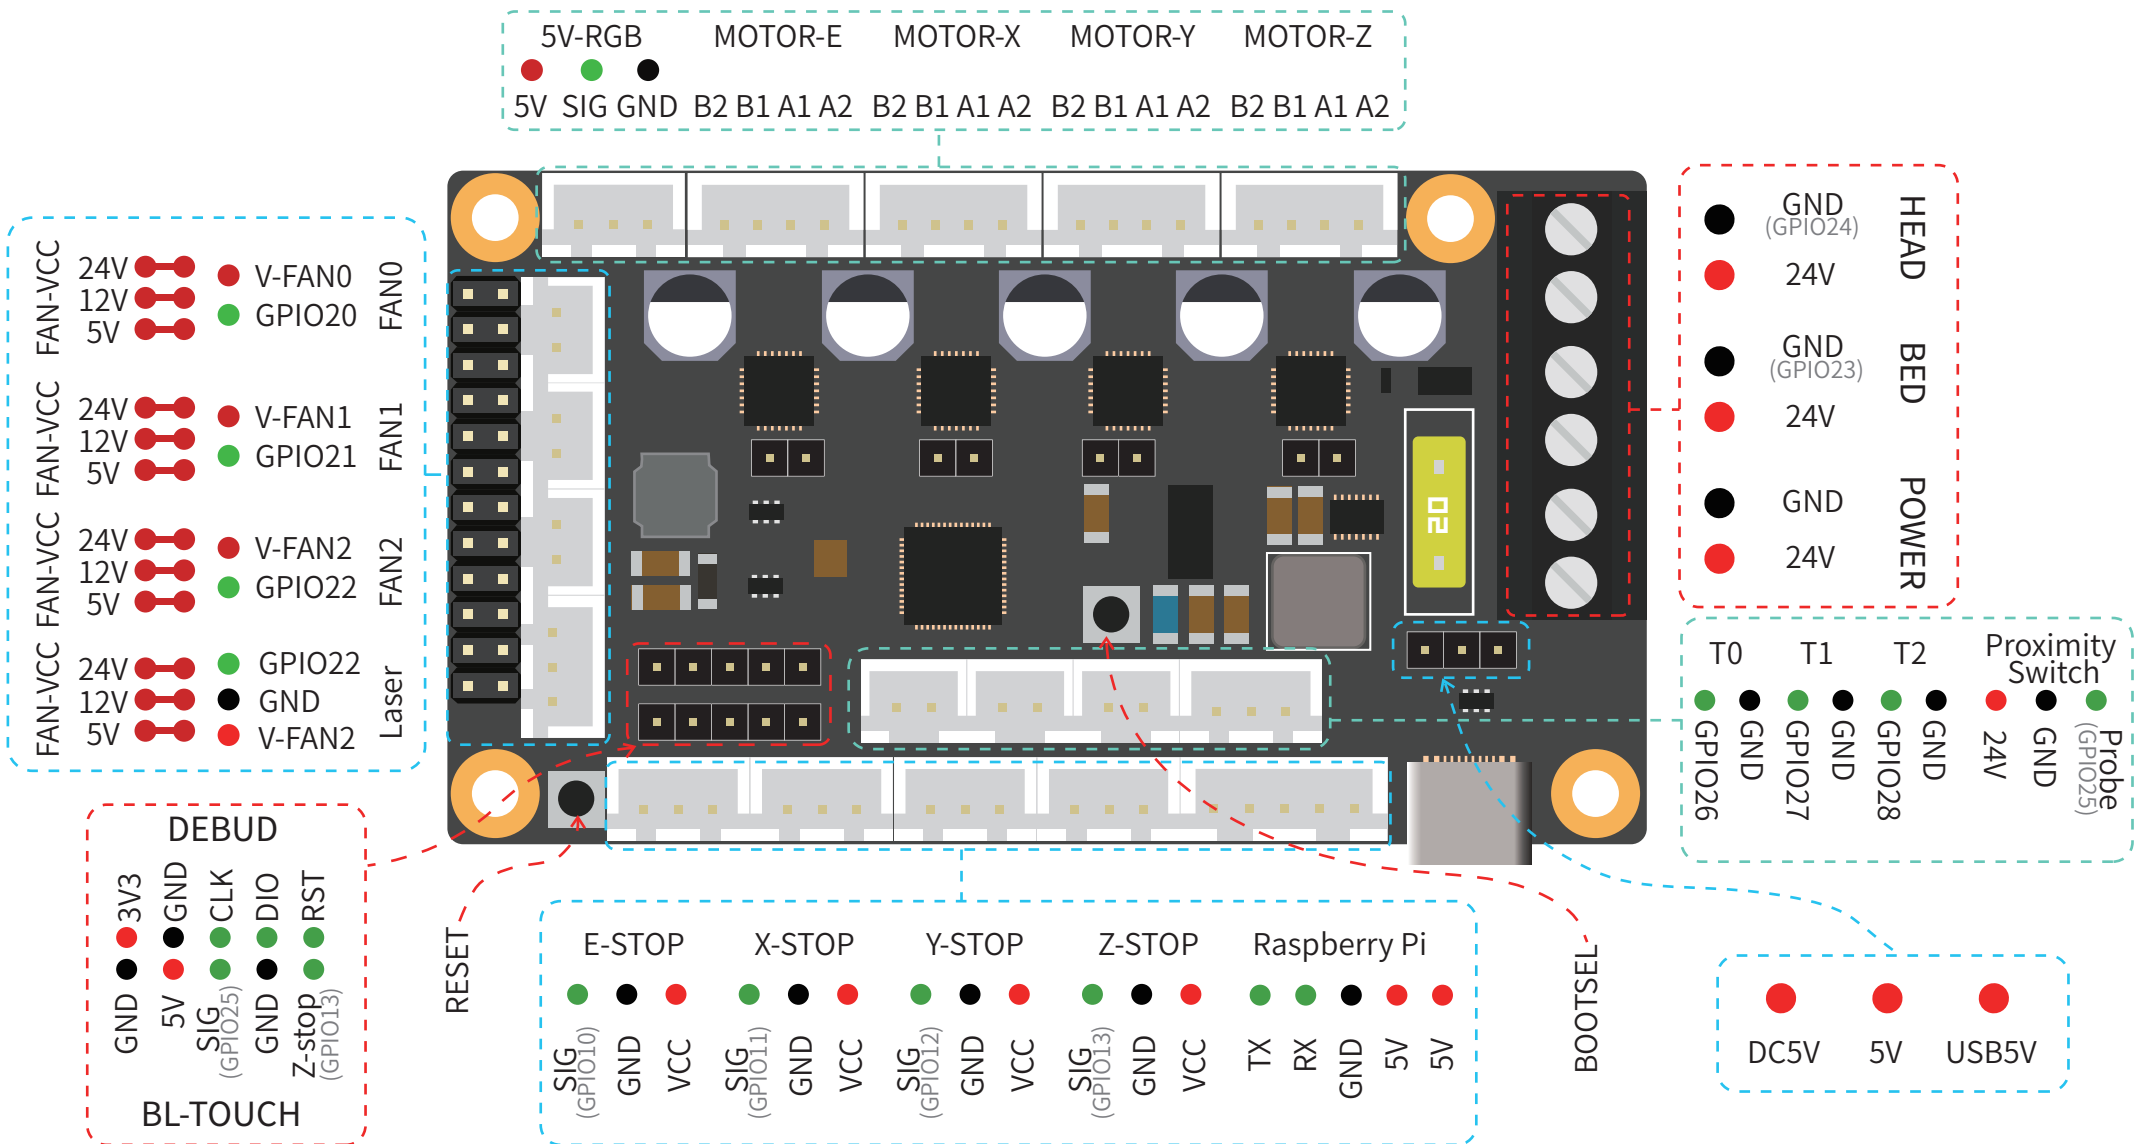 5V-RGB MOTOR-E MOTOR-X MOTOR-Y MOTOR-Z
5V SIG GND B2 B1 A1 A2 B2 B1 A1 A2 B2 B1 A1 A2 B2 B1 A1 A2
FAN-VCC
24V
12V
5V
V-FAN0
GPIO20
FAN0
FAN-VCC
24V
12V
5V
V-FAN1
GPIO21
FAN1
FAN-VCC
24V
12V
5V
V-FAN2
GPIO22
FAN2
FAN-VCC
24V
12V
5V
GPIO22
GND
V-FAN2
Laser
20
GND
(GPIO24)
24V
HEAD
GND
(GPIO23)
24V
BED
GND
24V
POWER
T0 T1 T2 Proximity
Switch
GPIO26
GND
GPIO27
GND
GPIO28
GND
24V
GND
Probe
(GPIO25)
DEBUD
3V3
GND
CLK
DIO
RST
GND
5V
SIG
(GPIO25)
GND
Z-stop
(GPIO13)
BL-TOUCH
RESET
E-STOP X-STOP Y-STOP Z-STOP Raspberry Pi
SIG
(GPIO10)
GND
VCC
SIG
(GPIO11)
GND
VCC
SIG
(GPIO12)
GND
VCC
SIG
(GPIO13)
GND
VCC
TX
RX
GND
5V
5V
BOOTSEL
DC5V 5V USB5V